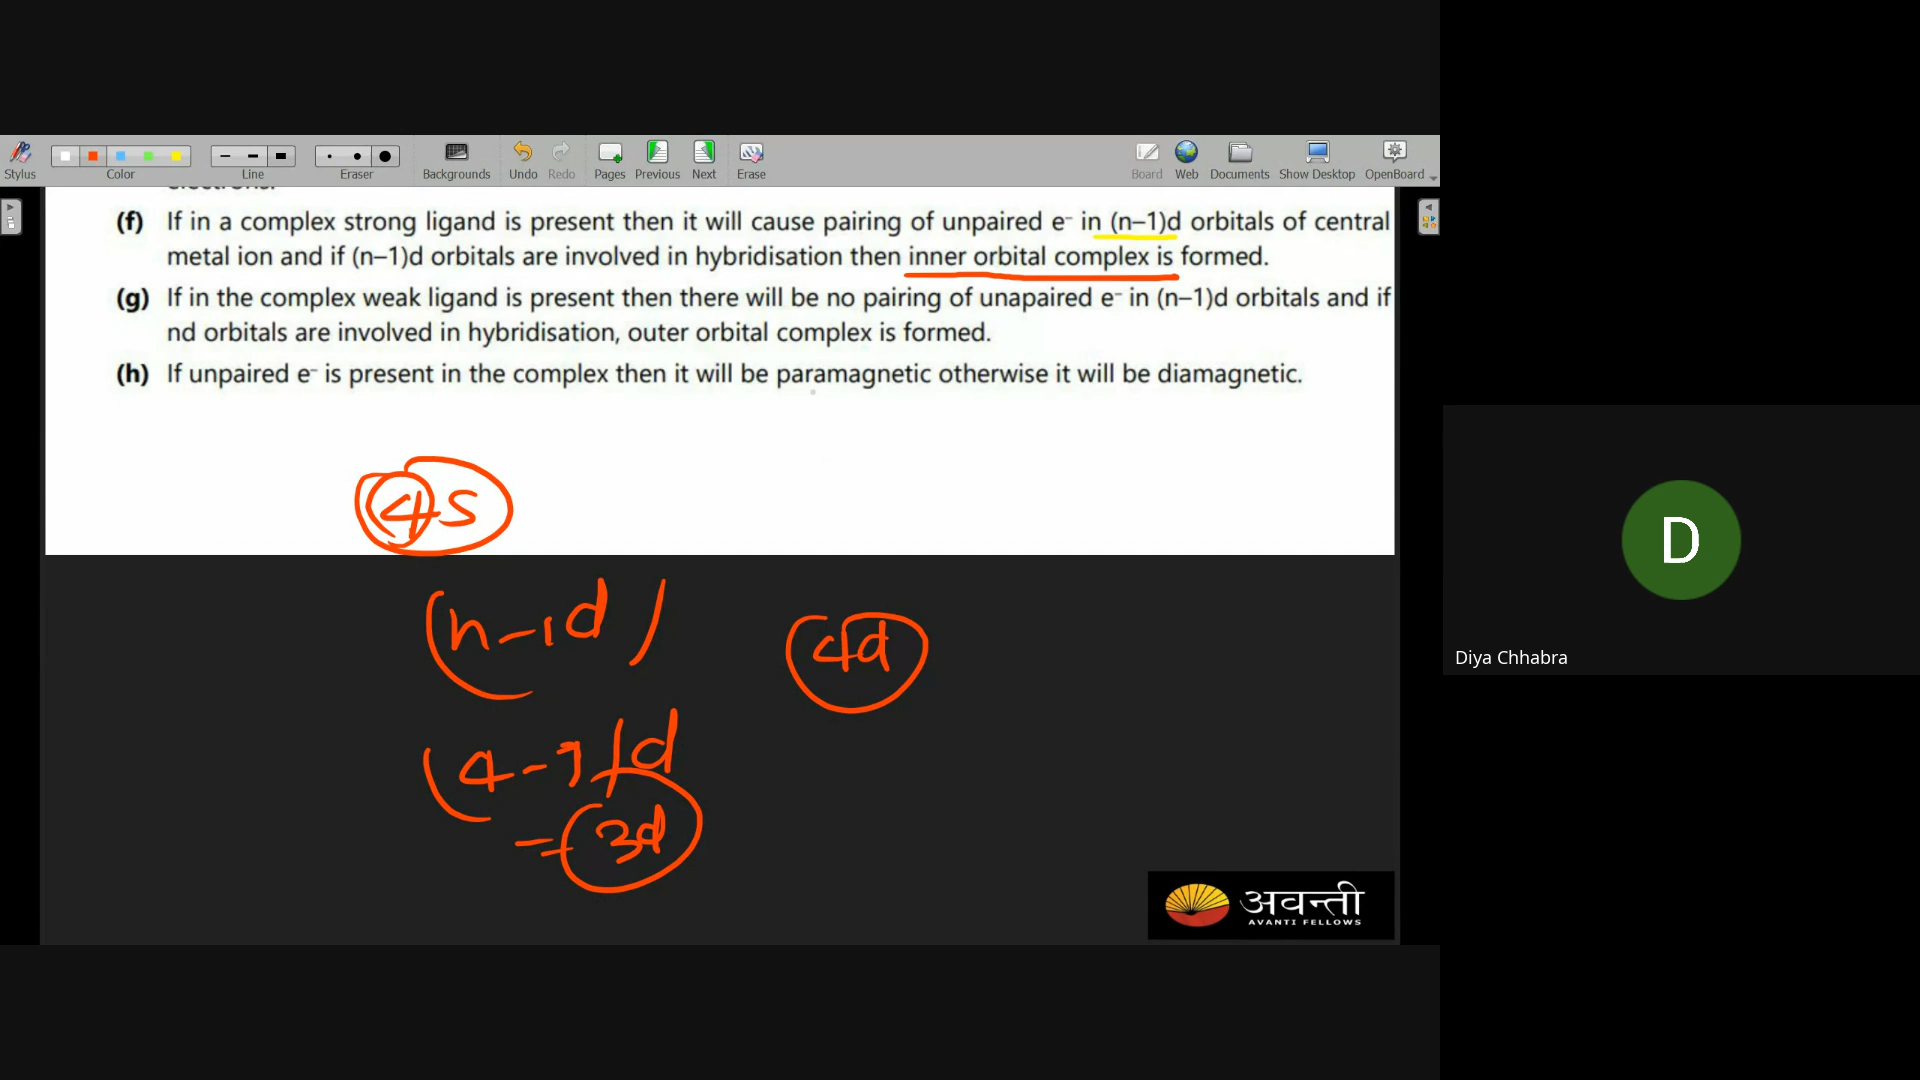 Stylus
Color
Line
Eraser
Backgrounds
Undo
Redo
Pages
Previous
Next
Erase
Board
Web
Documents
Show Desktop
OpenBoard
electrons.
(f) If in a complex strong ligand is present then it will cause pairing of unpaired e⁻ in (n–1)d orbitals of central
metal ion and if (n–1)d orbitals are involved in hybridisation then inner orbital complex is formed.
(g) If in the complex weak ligand is present then there will be no pairing of unapaired e⁻ in (n–1)d orbitals and if
nd orbitals are involved in hybridisation, outer orbital complex is formed.
(h) If unpaired e⁻ is present in the complex then it will be paramagnetic otherwise it will be diamagnetic.
4s
(n-1d)
4d
(4-1)d
= 3d
अवन्ती
AVANTI FELLOWS
D
Diya Chhabra